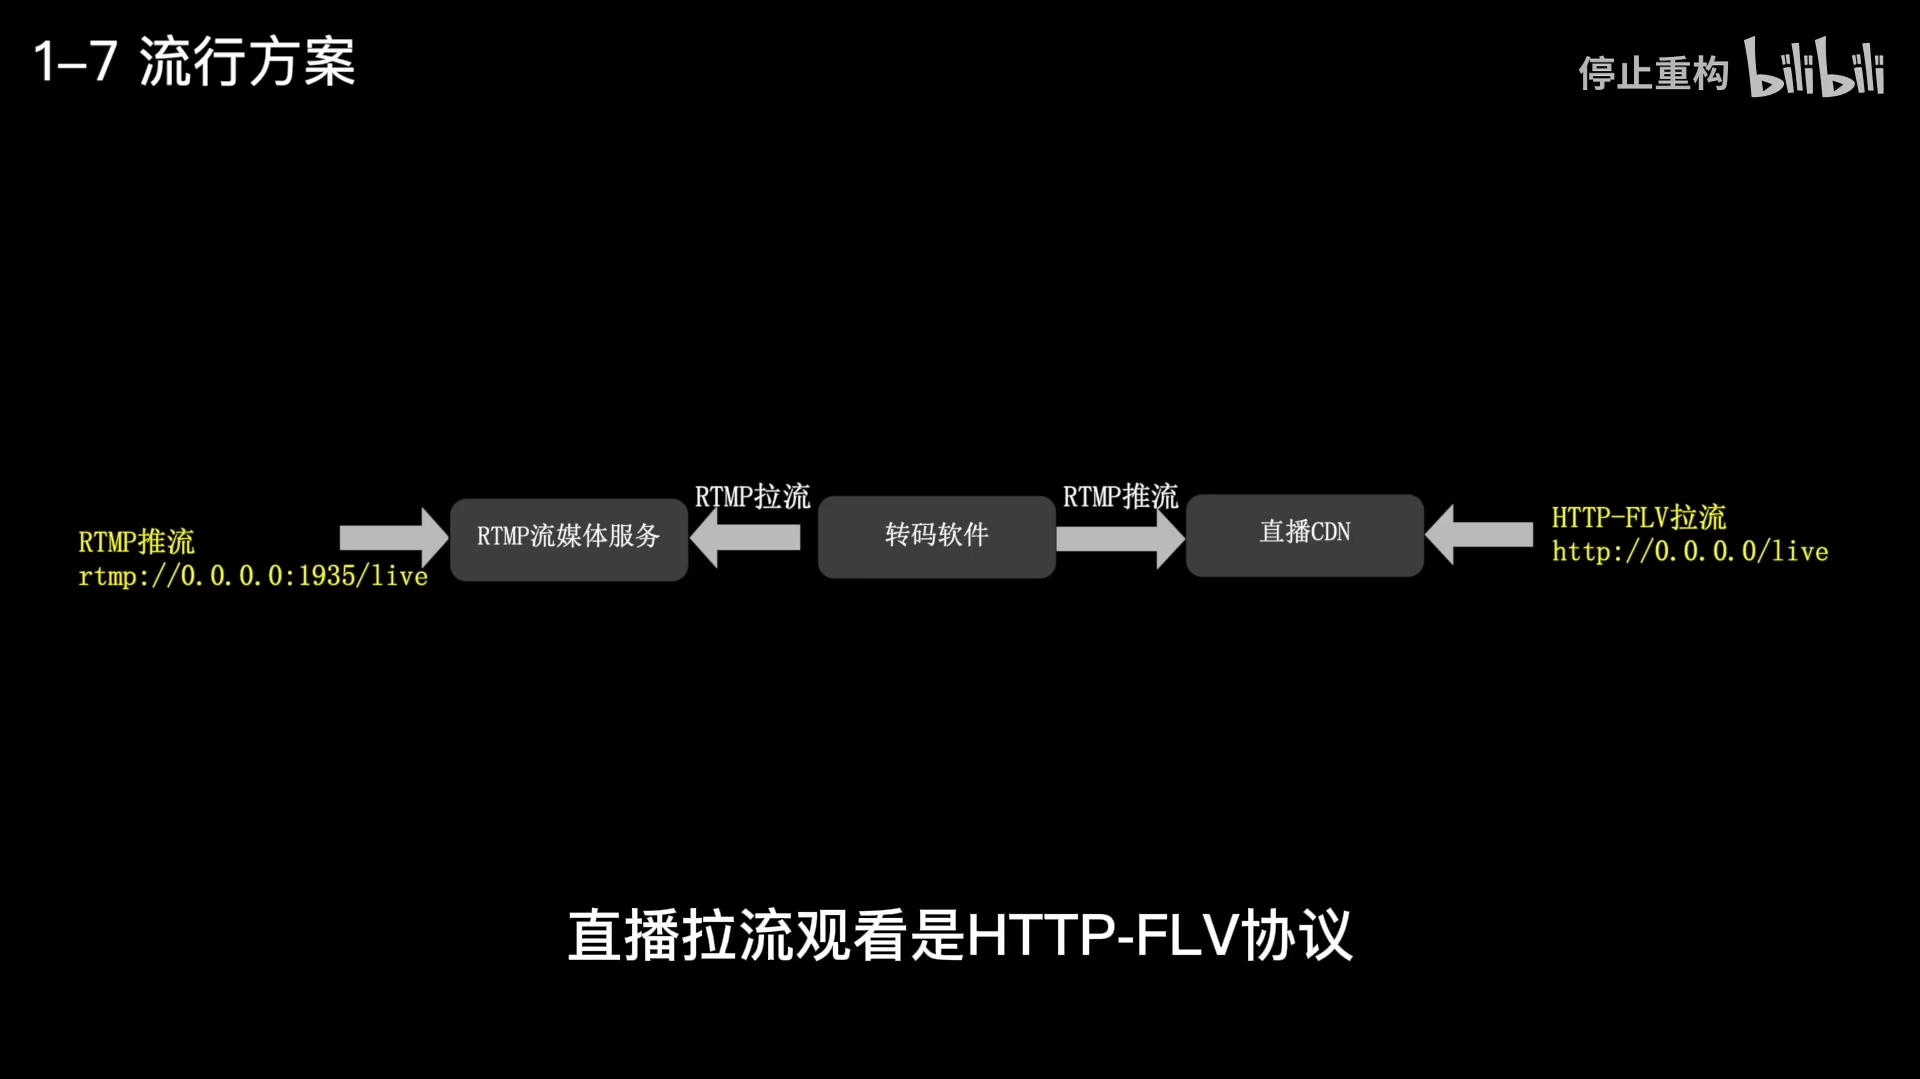 1–7 流行方案
停止重构 bilibili
RTMP推流
rtmp://0.0.0.0:1935/live
RTMP流媒体服务
RTMP拉流
转码软件
RTMP推流
直播CDN
HTTP-FLV拉流
http://0.0.0.0/live
直播拉流观看是HTTP-FLV协议